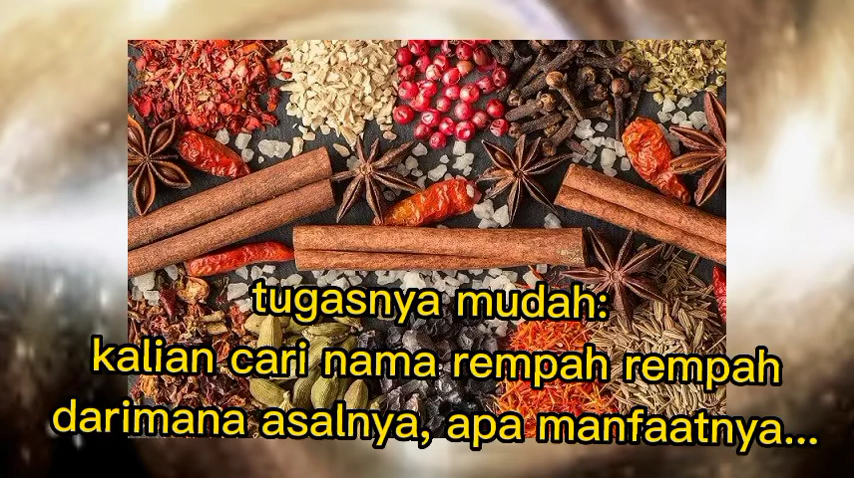 tugasnya mudah:
kalian cari nama rempah rempah
darimana asalnya, apa manfaatnya...